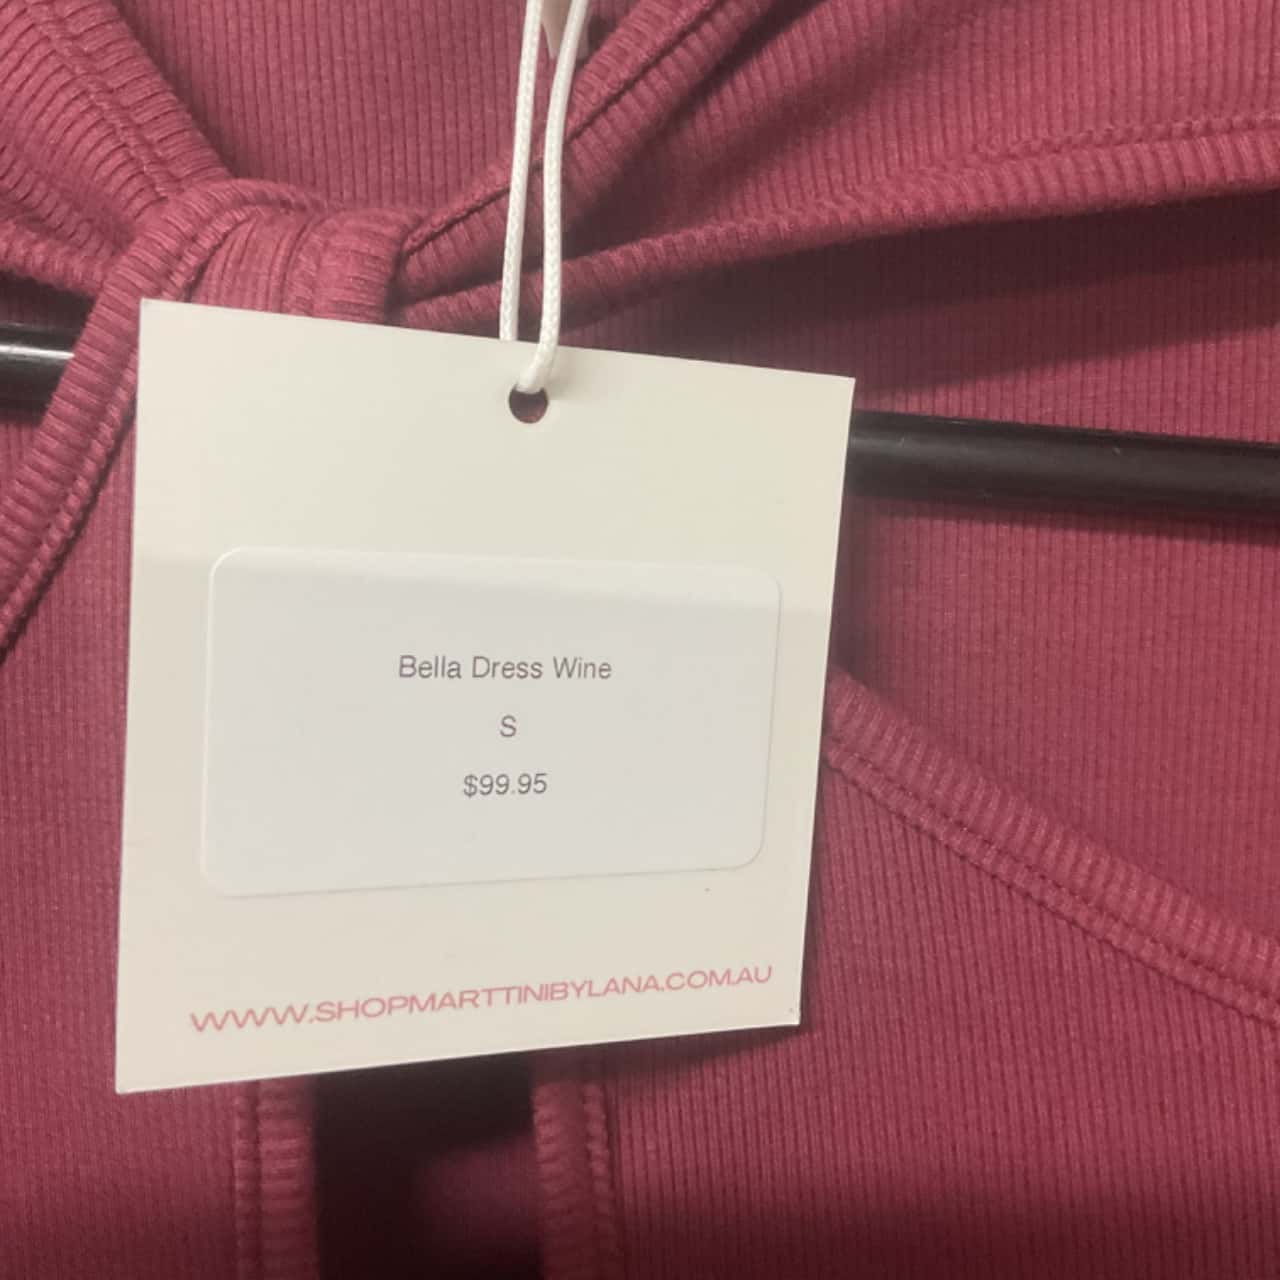 Bella Dress Wine
S
$99.95
WWW.SHOPMARTTINIBYLANA.COM.AU